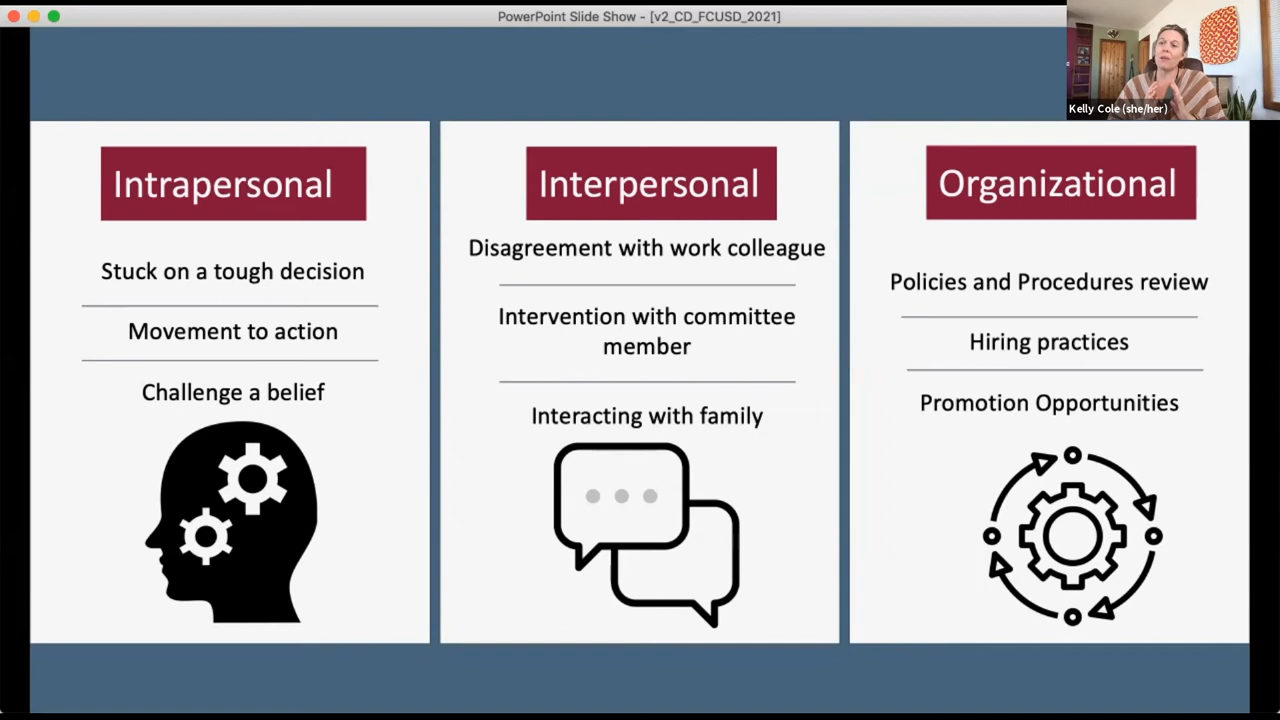 PowerPoint Slide Show - [v2_CD_FCUSD_2021]
Kelly Cole (she/her)
Intrapersonal
Stuck on a tough decision
Movement to action
Challenge a belief
Interpersonal
Disagreement with work colleague
Intervention with committee
member
Interacting with family
Organizational
Policies and Procedures review
Hiring practices
Promotion Opportunities